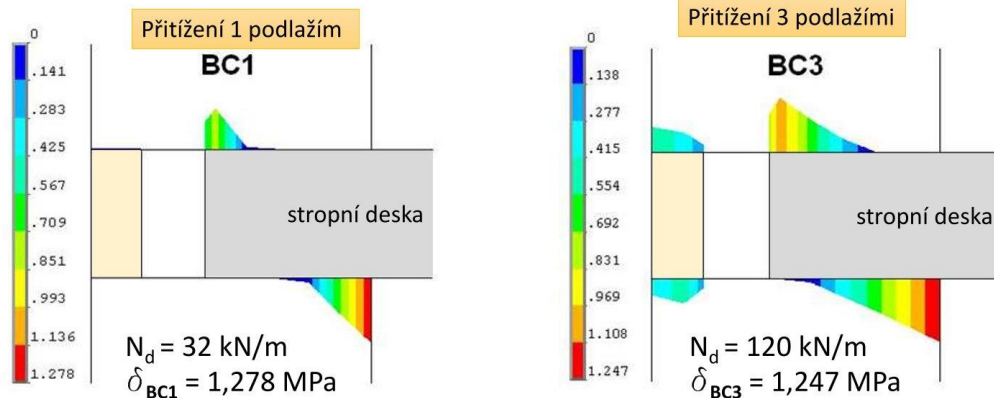 Přitížení 1 podlažím
BC1
0
.141
.283
.425
.567
.709
.851
.993
1.136
1.278
stropní deska
N_d = 32 kN/m
δ_BC1 = 1,278 MPa
Přitížení 3 podlažími
BC3
0
.138
.277
.415
.554
.692
.831
.969
1.108
1.247
stropní deska
N_d = 120 kN/m
δ_BC3 = 1,247 MPa